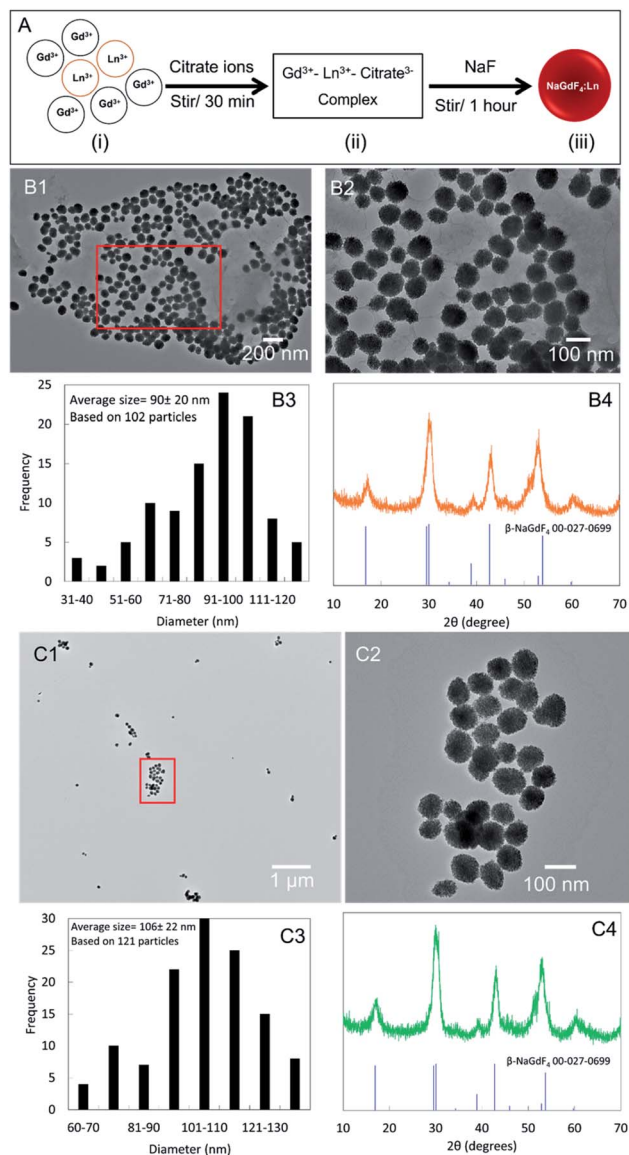 A
Gd³⁺
Gd³⁺
Ln³⁺
Ln³⁺
Gd³⁺
Gd³⁺
Gd³⁺
(i)
Citrate ions
Stir/ 30 min
Gd³⁺- Ln³⁺- Citrate³⁻
Complex
(ii)
NaF
Stir/ 1 hour
NaGdF₄:Ln
(iii)
B1
200 nm
B2
100 nm
B3
Average size= 90± 20 nm
Based on 102 particles
Frequency
25
20
15
10
5
0
31-40 51-60 71-80 91-100 111-120
Diameter (nm)
B4
β-NaGdF₄ 00-027-0699
10 20 30 40 50 60 70
2θ (degree)
C1
1 µm
C2
100 nm
C3
Average size= 106± 22 nm
Based on 121 particles
Frequency
30
25
20
15
10
5
0
60-70 81-90 101-110 121-130
Diameter (nm)
C4
β-NaGdF₄ 00-027-0699
10 20 30 40 50 60 70
2θ (degrees)